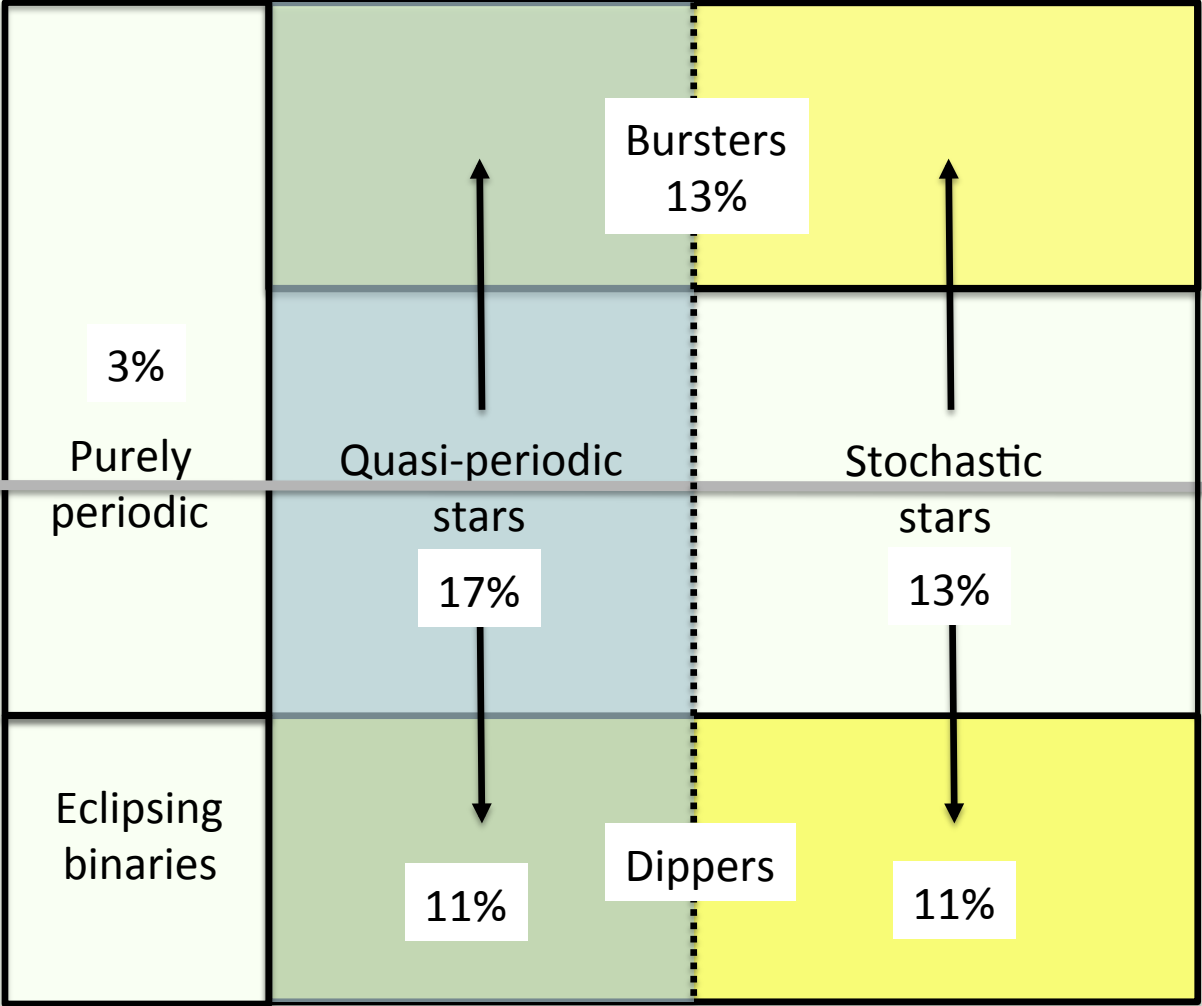 Bursters
13%
3%
Purely
periodic
Quasi-periodic
stars
17%
Stochastic
stars
13%
Eclipsing
binaries
11%
Dippers
11%